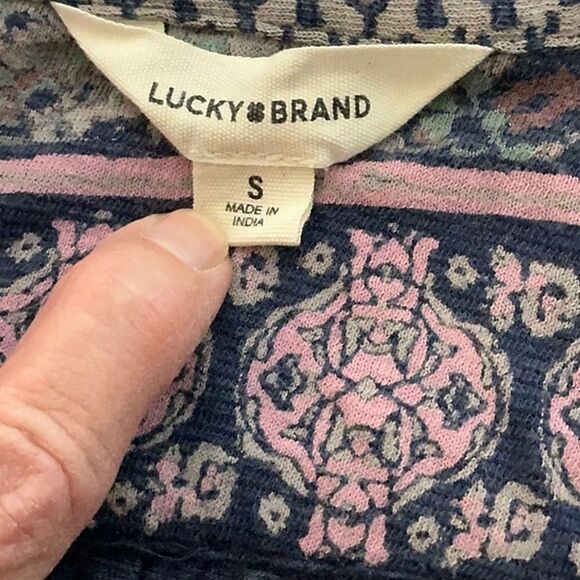 LUCKY BRAND
S
MADE IN
INDIA